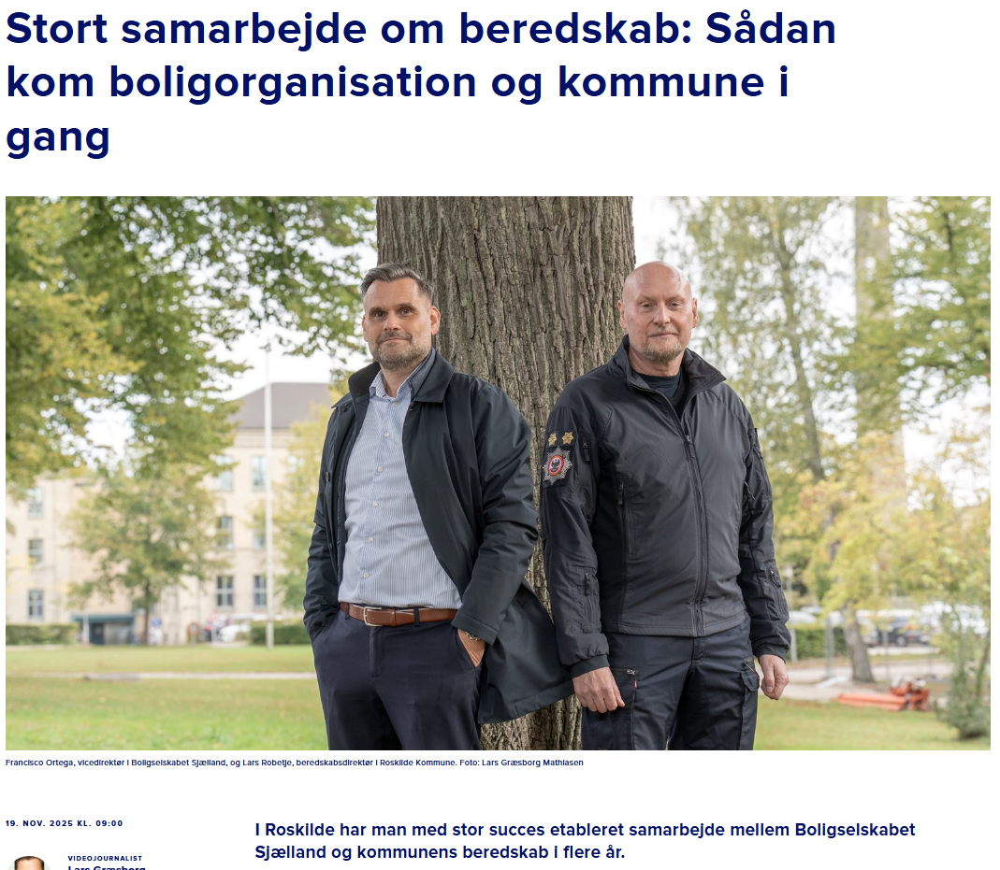 Stort samarbejde om beredskab: Sådan
kom boligorganisation og kommune i
gang
Francisco Ortega, vicedirektør i Boligselskabet Sjælland, og Lars Robetje, beredskabsdirektør i Roskilde Kommune. Foto: Lars Græsborg Mathiasen
19. NOV. 2025 KL. 09:00
I Roskilde har man med stor succes etableret samarbejde mellem Boligselskabet
Sjælland og kommunens beredskab i flere år.
VIDEOJOURNALIST
Lars Græsborg